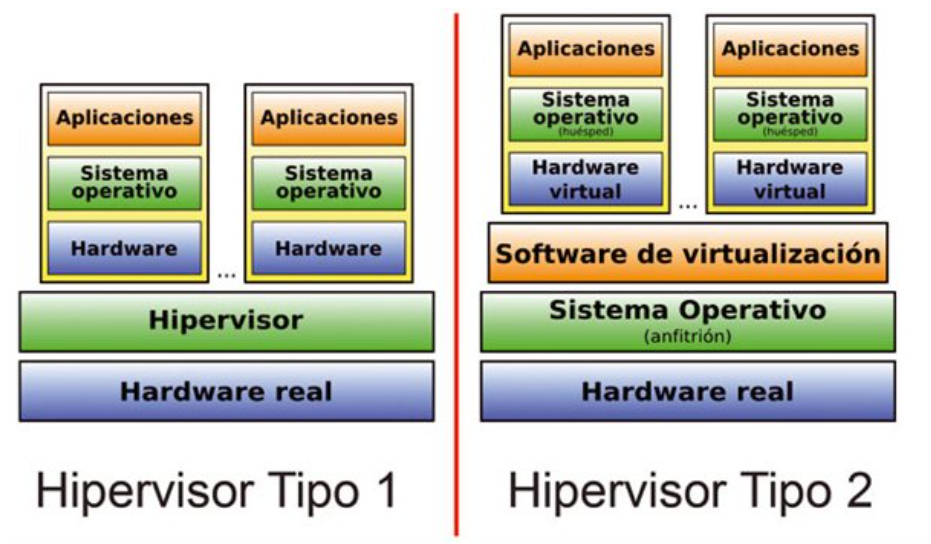 Aplicaciones
Sistema
operativo
Hardware
...
Aplicaciones
Sistema
operativo
Hardware
Hipervisor
Hardware real
Hipervisor Tipo 1
Aplicaciones
Sistema
operativo
(huésped)
Hardware
virtual
...
Aplicaciones
Sistema
operativo
(huésped)
Hardware
virtual
Software de virtualización
Sistema Operativo
(anfitrión)
Hardware real
Hipervisor Tipo 2